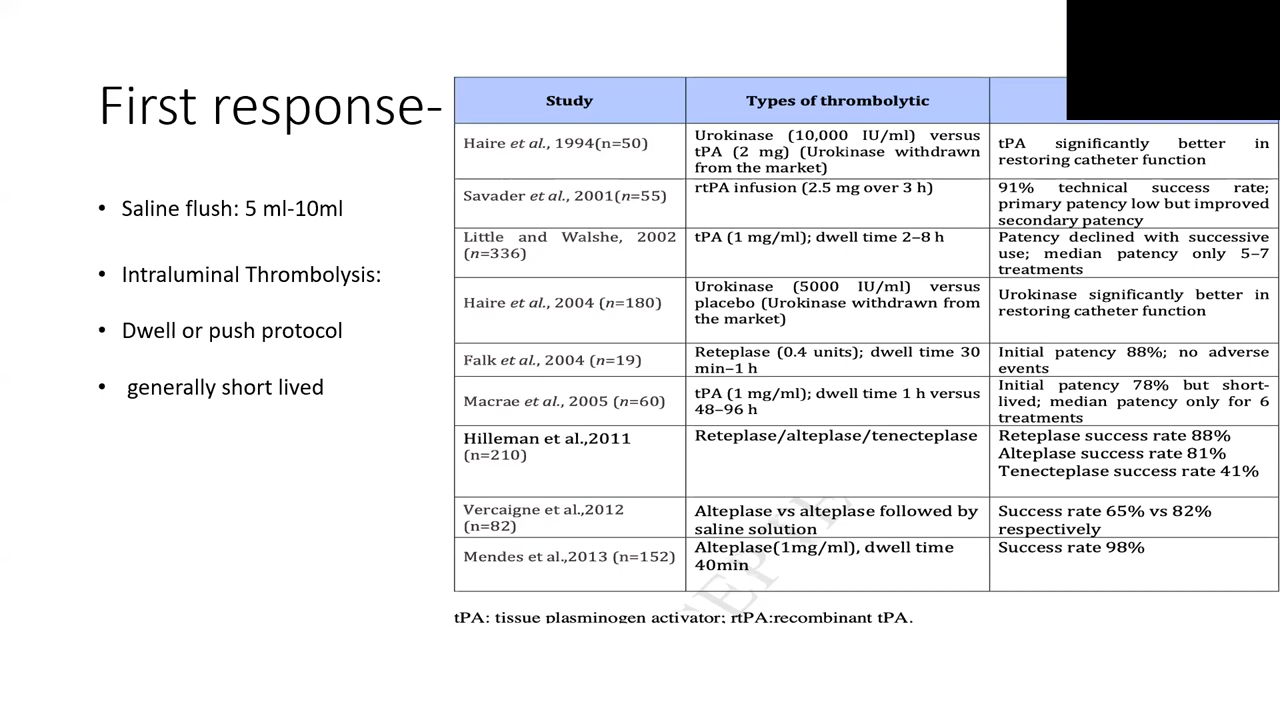 First response-
• Saline flush: 5 ml-10ml
• Intraluminal Thrombolysis:
• Dwell or push protocol
• generally short lived
Study Types of thrombolytic
Haire et al., 1994(n=50)
Urokinase (10,000 IU/ml) versus
tPA (2 mg) (Urokinase withdrawn
from the market)
tPA significantly better in
restoring catheter function
Savader et al., 2001(n=55)
rtPA infusion (2.5 mg over 3 h)
91% technical success rate;
primary patency low but improved
secondary patency
Little and Walshe, 2002
(n=336)
tPA (1 mg/ml); dwell time 2–8 h
Patency declined with successive
use; median patency only 5–7
treatments
Haire et al., 2004 (n=180)
Urokinase (5000 IU/ml) versus
placebo (Urokinase withdrawn from
the market)
Urokinase significantly better in
restoring catheter function
Falk et al., 2004 (n=19)
Reteplase (0.4 units); dwell time 30
min–1 h
Initial patency 88%; no adverse
events
Macrae et al., 2005 (n=60)
tPA (1 mg/ml); dwell time 1 h versus
48–96 h
Initial patency 78% but short-
lived; median patency only for 6
treatments
Hilleman et al.,2011
(n=210)
Reteplase/alteplase/tenecteplase
Reteplase success rate 88%
Alteplase success rate 81%
Tenecteplase success rate 41%
Vercaigne et al.,2012
(n=82)
Alteplase vs alteplase followed by
saline solution
Success rate 65% vs 82%
respectively
Mendes et al.,2013 (n=152)
Alteplase(1mg/ml), dwell time
40min
Success rate 98%
tPA: tissue plasminogen activator; rtPA:recombinant tPA.